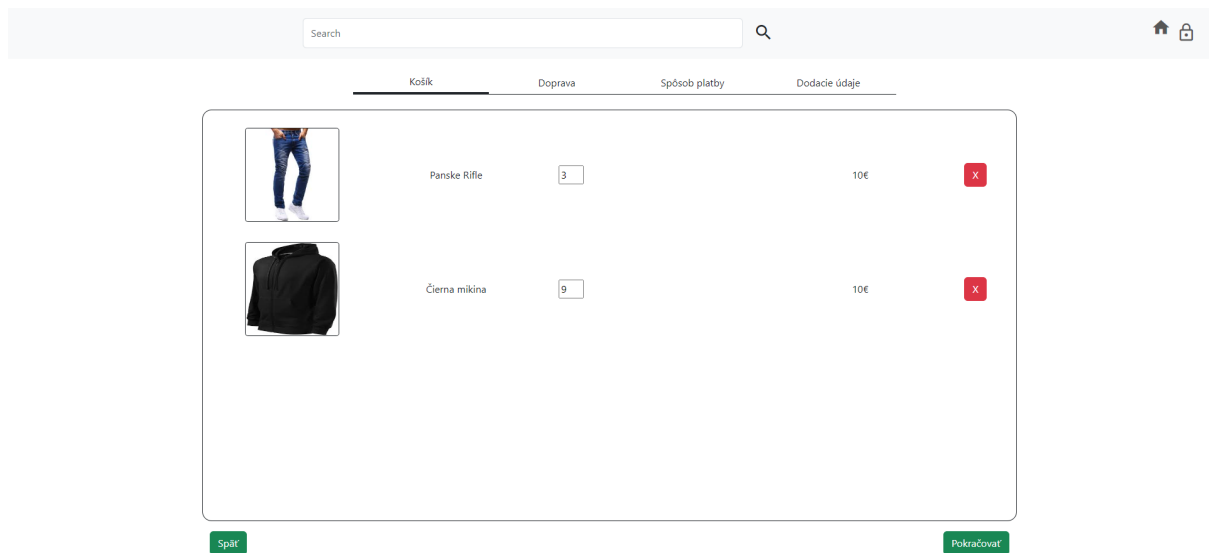 Search
Košík Doprava Spôsob platby Dodacie údaje
Panske Rifle 3 10€ X
Čierna mikina 9 10€ X
Späť Pokračovať